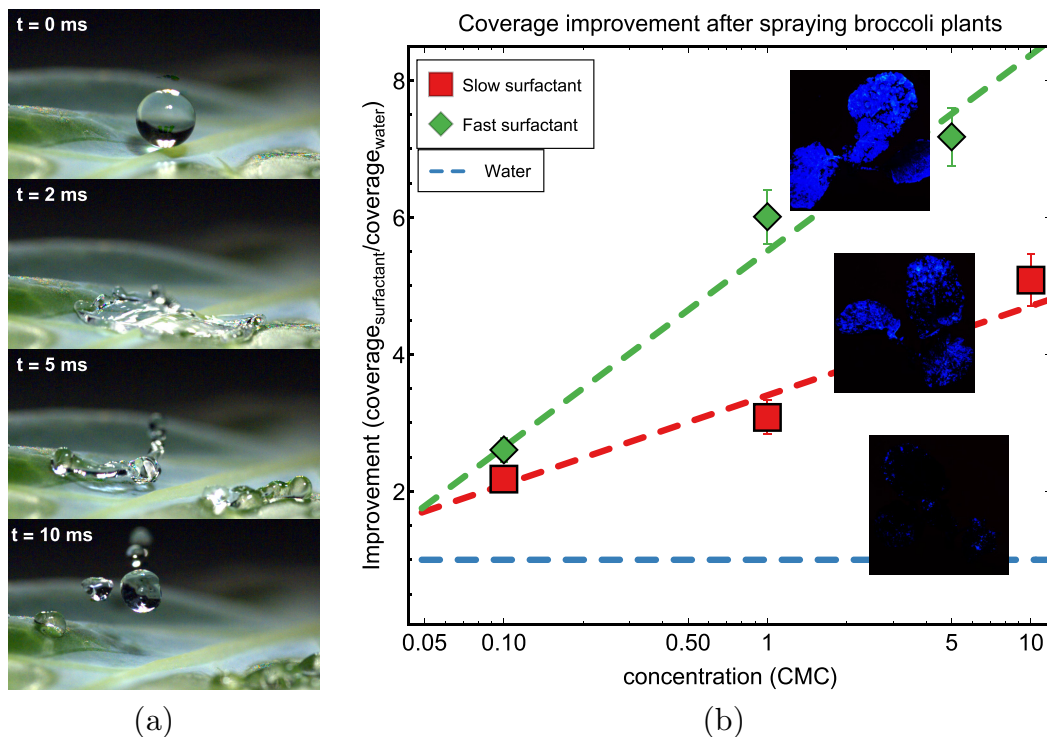 t = 0 ms
t = 2 ms
t = 5 ms
t = 10 ms
(a)
Coverage improvement after spraying broccoli plants
Slow surfactant
Fast surfactant
Water
Improvement (coverage_surfactant/coverage_water)
8
6
4
2
0.05 0.10 0.50 1 5 10
concentration (CMC)
(b)